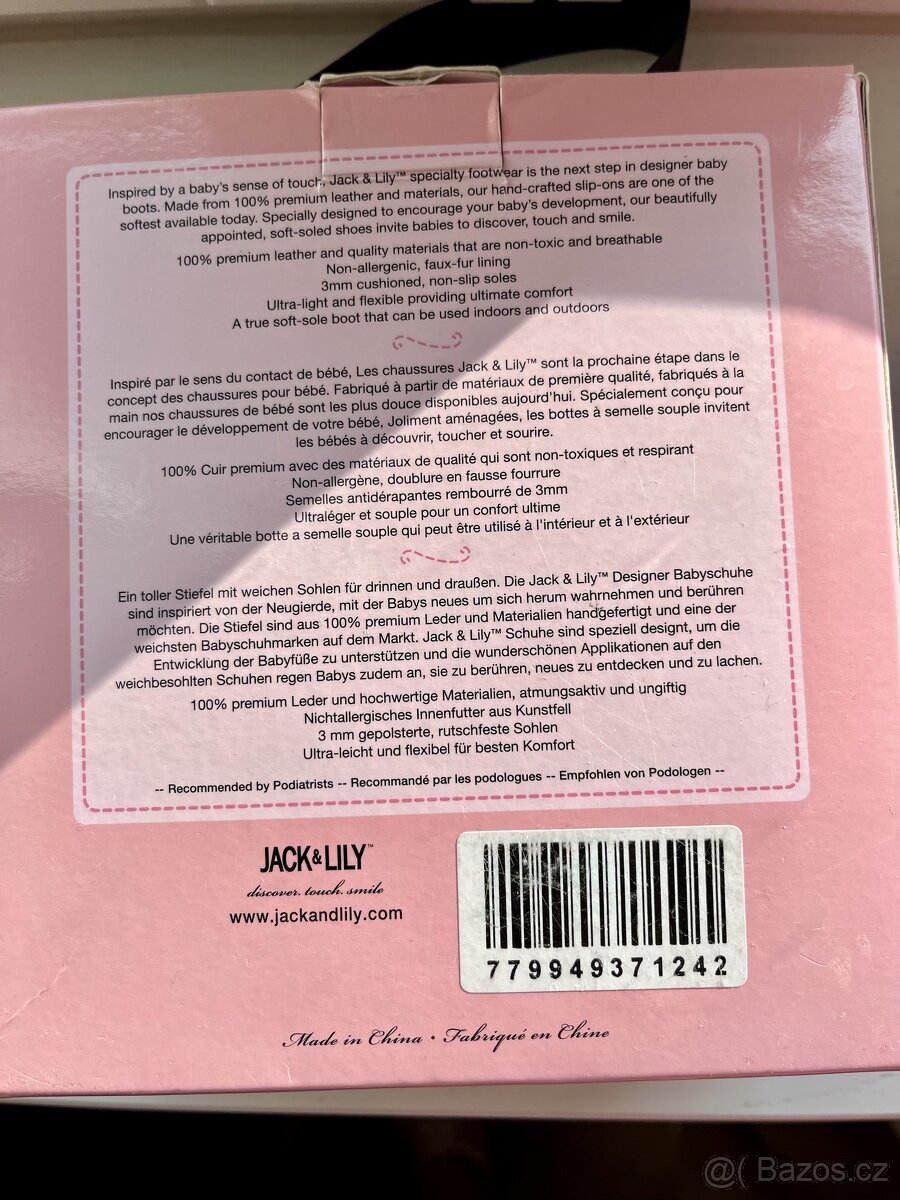 Inspired by a baby's sense of touch, Jack & Lily™ specialty footwear is the next step in designer baby
boots. Made from 100% premium leather and materials, our hand-crafted slip-ons are one of the
softest available today. Specially designed to encourage your baby's development, our beautifully
appointed, soft-soled shoes invite babies to discover, touch and smile.
100% premium leather and quality materials that are non-toxic and breathable
Non-allergenic, faux-fur lining
3mm cushioned, non-slip soles
Ultra-light and flexible providing ultimate comfort
A true soft-sole boot that can be used indoors and outdoors
Inspiré par le sens du contact de bébé, Les chaussures Jack & Lily™ sont la prochaine étape dans le
concept des chaussures pour bébé. Fabriqué à partir de matériaux de première qualité, fabriqués à la
main nos chaussures de bébé sont les plus douce disponibles aujourd'hui. Spécialement conçu pour
encourager le développement de votre bébé, Joliment aménagées, les bottes à semelle souple invitent
les bébés à découvrir, toucher et sourire.
100% Cuir premium avec des matériaux de qualité qui sont non-toxiques et respirant
Non-allergène, doublure en fausse fourrure
Semelles antidérapantes rembourré de 3mm
Ultraléger et souple pour un confort ultime
Une véritable botte a semelle souple qui peut être utilisé à l'intérieur et à l'extérieur
Ein toller Stiefel mit weichen Sohlen für drinnen und draußen. Die Jack & Lily™ Designer Babyschuhe
sind inspiriert von der Neugierde, mit der Babys neues um sich herum wahrnehmen und berühren
möchten. Die Stiefel sind aus 100% premium Leder und Materialien handgefertigt und eine der
weichsten Babyschuhmarken auf dem Markt. Jack & Lily™ Schuhe sind speziell designt, um die
Entwicklung der Babyfüße zu unterstützen und die wunderschönen Applikationen auf den
weichbesohlten Schuhen regen Babys zudem an, sie zu berühren, neues zu entdecken und zu lachen.
100% premium Leder und hochwertige Materialien, atmungsaktiv und ungiftig
Nichtallergisches Innenfutter aus Kunstfell
3 mm gepolsterte, rutschfeste Sohlen
Ultra-leicht und flexibel für besten Komfort
-- Recommended by Podiatrists -- Recommandé par les podologues -- Empfohlen von Podologen --
JACK&LILY™
discover. touch. smile
www.jackandlily.com
779949371242
Made in China · Fabriqué en Chine
@( Bazos.cz